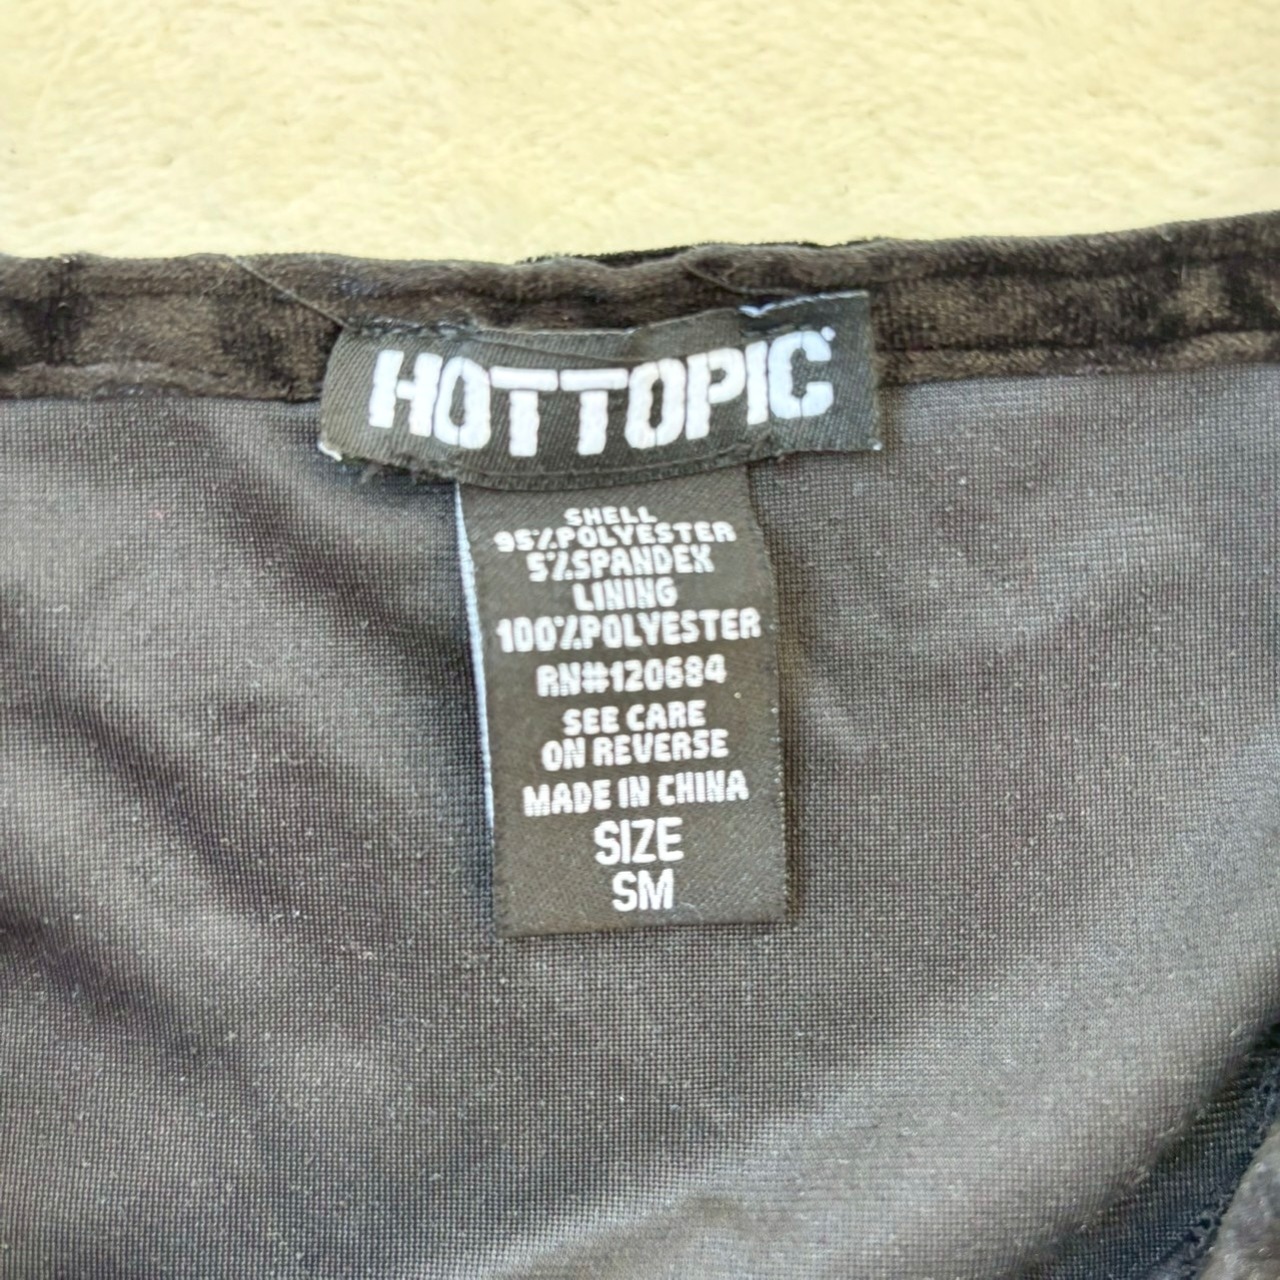 HOTTOPIC
SHELL
95%POLYESTER
5%SPANDEX
LINING
100%POLYESTER
RN#120684
SEE CARE
ON REVERSE
MADE IN CHINA
SIZE
SM